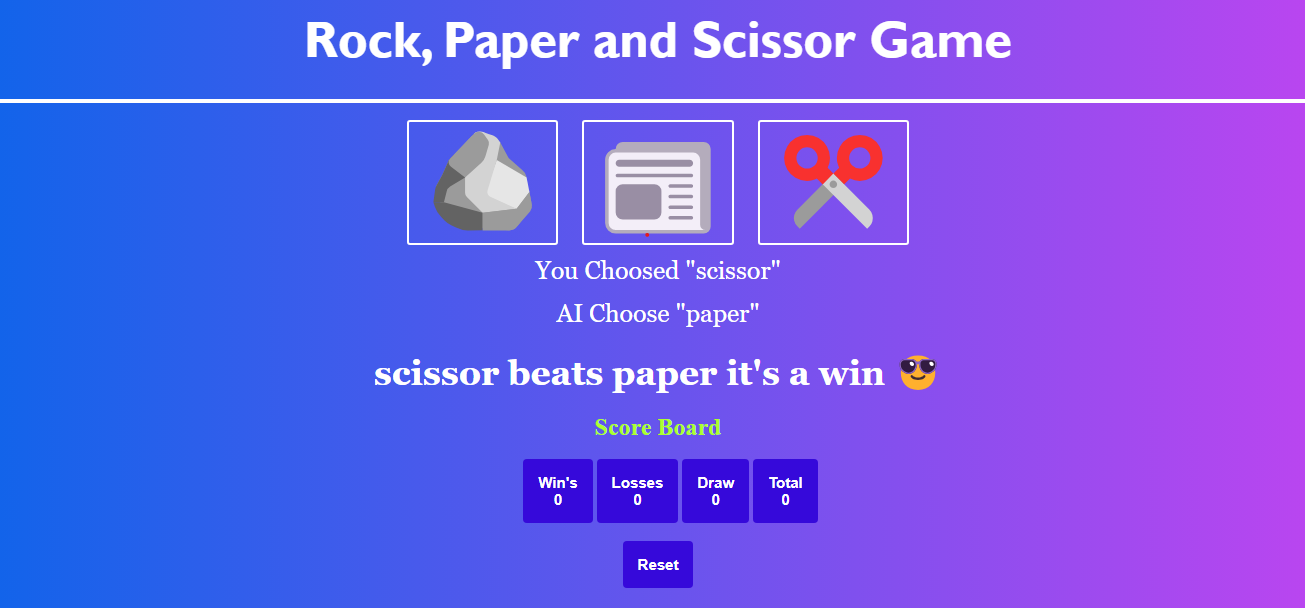 Rock, Paper and Scissor Game
You Choosed "scissor"
AI Choose "paper"
scissor beats paper it's a win 😎
Score Board
Win's Losses Draw Total
0 0 0 0
Reset